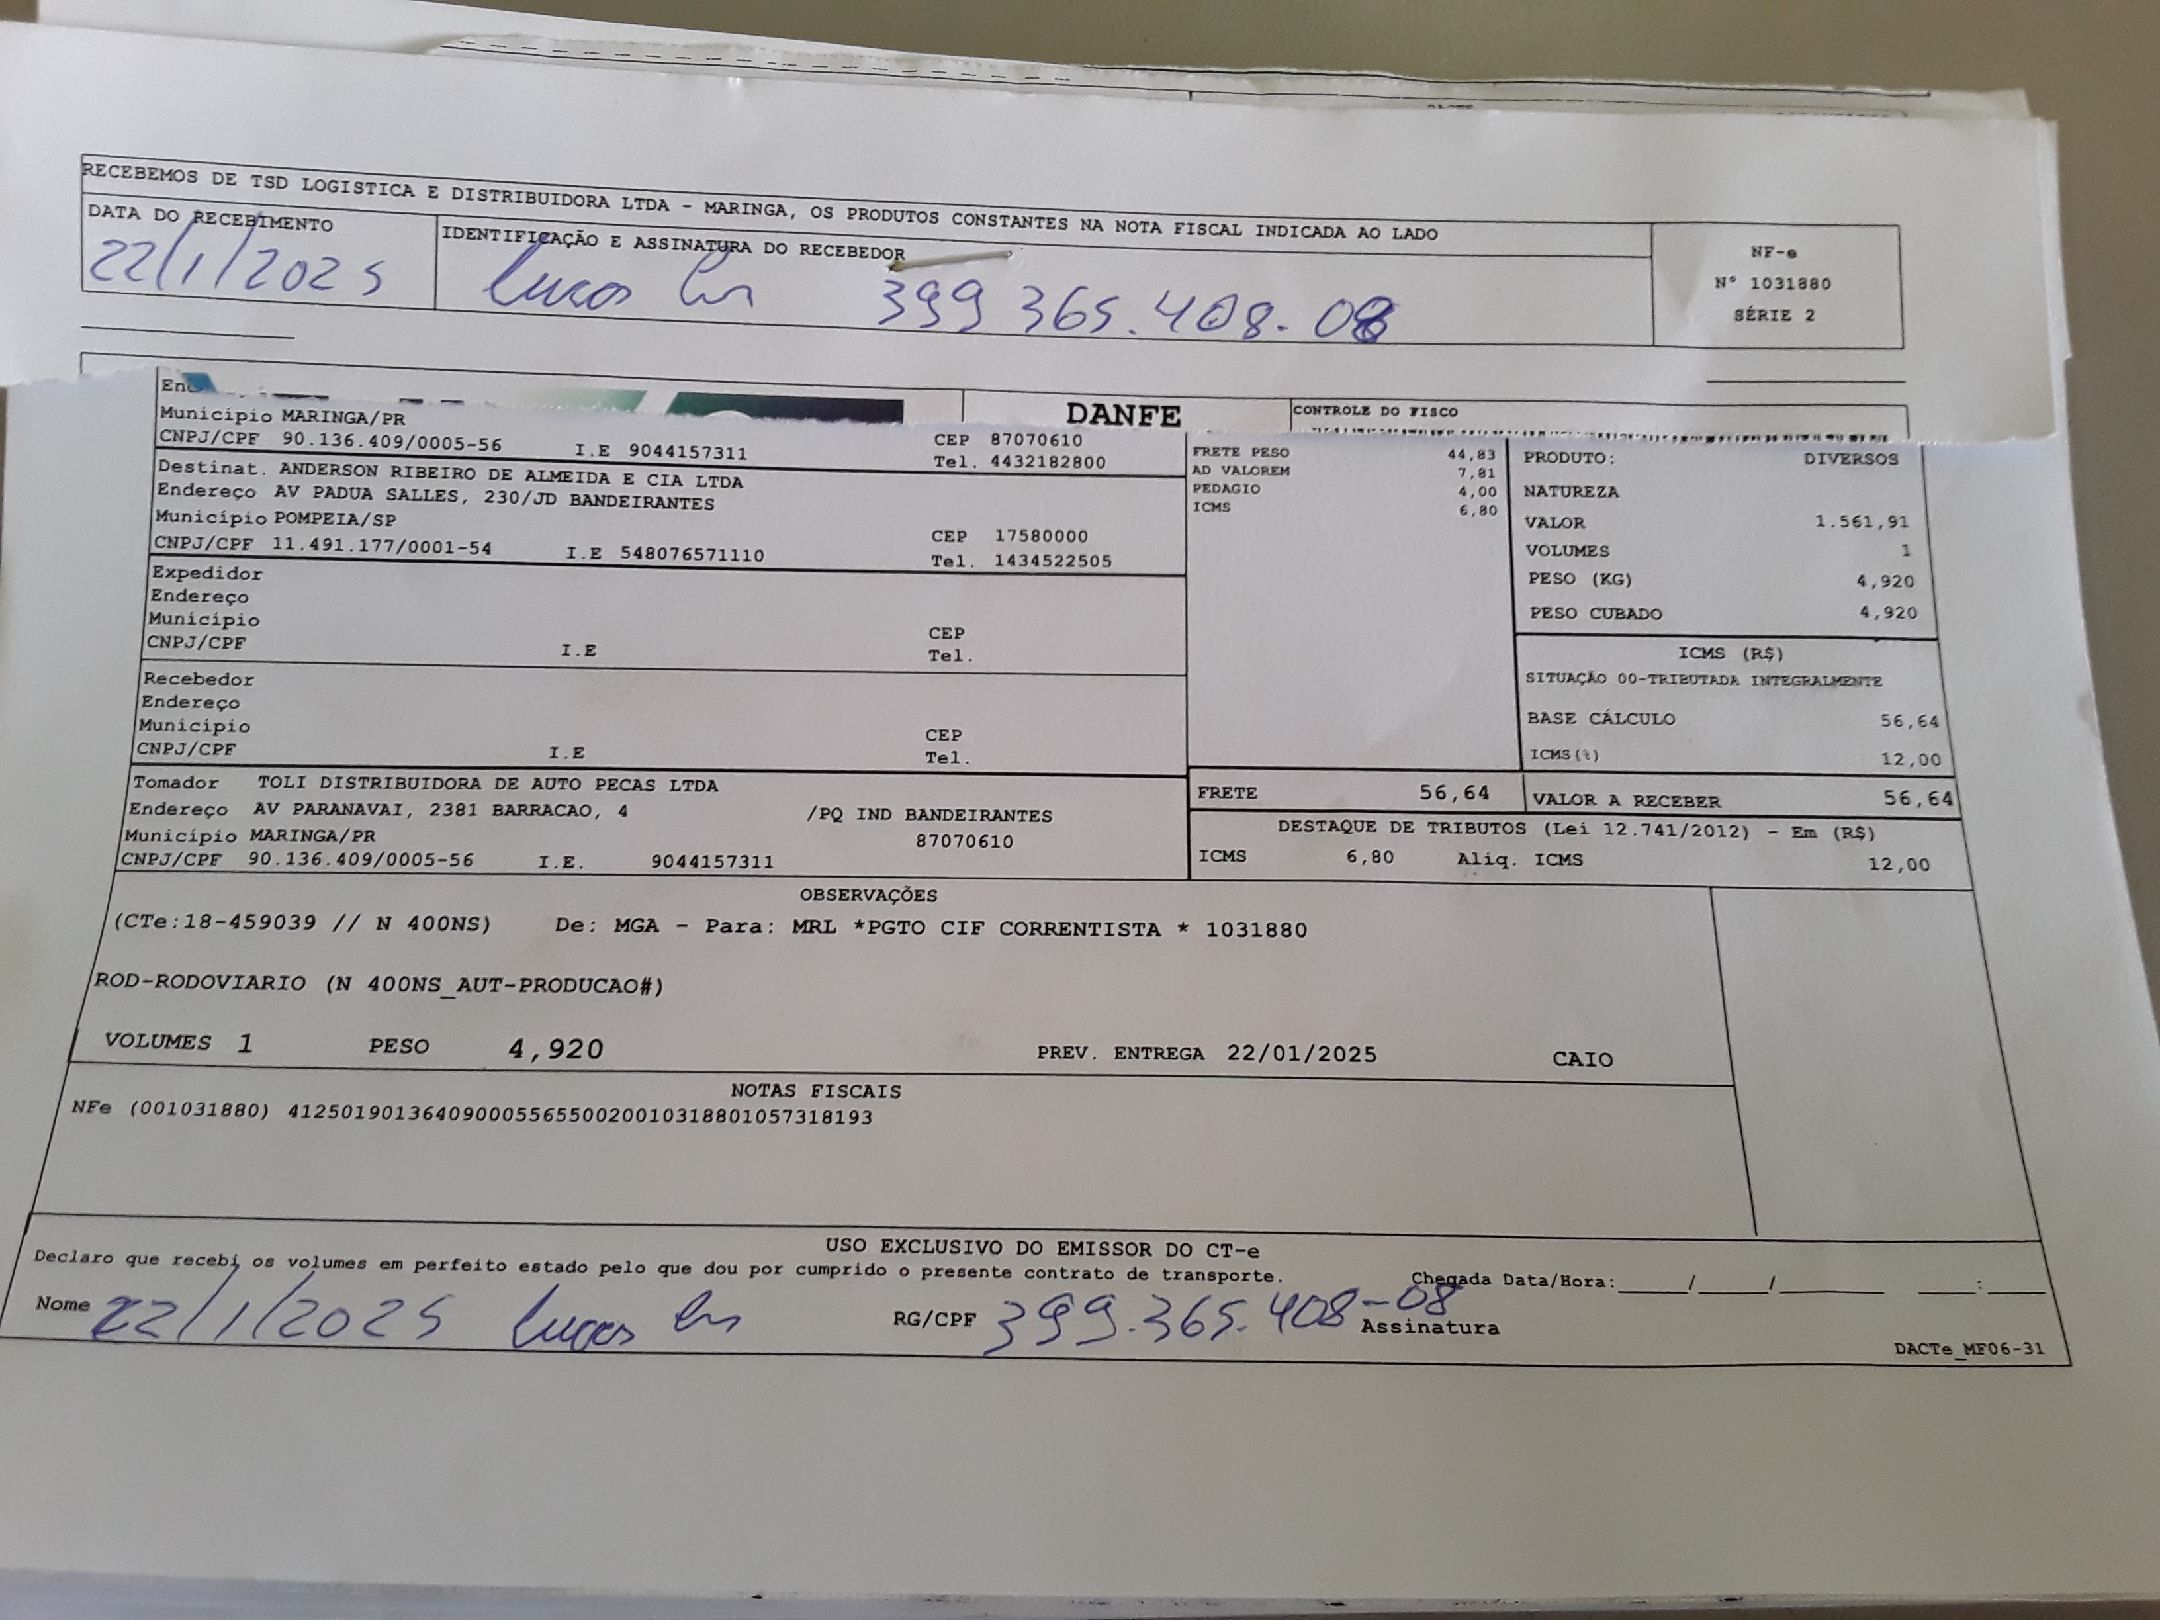 RECEBEMOS DE TSD LOGISTICA E DISTRIBUIDORA LTDA - MARINGA, OS PRODUTOS CONSTANTES NA NOTA FISCAL INDICADA AO LADO
DATA DO RECEBIMENTO
22/1/2025
IDENTIFICAÇÃO E ASSINATURA DO RECEBEDOR
Lucas 399 365.408-08
NF-e
Nº 1031880
SÉRIE 2
DANFE
CONTROLE DO FISCO
Município MARINGA/PR
CNPJ/CPF 90.136.409/0005-56 I.E 9044157311
CEP 87070610
Tel. 4432182800
Destinat. ANDERSON RIBEIRO DE ALMEIDA E CIA LTDA
Endereço AV PADUA SALLES, 230/JD BANDEIRANTES
Município POMPEIA/SP CEP 17580000
CNPJ/CPF 11.491.177/0001-54 I.E 548076571110 Tel. 1434522505
Expedidor
Endereço
Município CEP
CNPJ/CPF I.E Tel.
Recebedor
Endereço
Município CEP
CNPJ/CPF I.E Tel.
Tomador TOLI DISTRIBUIDORA DE AUTO PECAS LTDA
Endereço AV PARANAVAI, 2381 BARRACAO, 4 /PQ IND BANDEIRANTES
Município MARINGA/PR 87070610
CNPJ/CPF 90.136.409/0005-56 I.E. 9044157311
FRETE PESO 44,83
AD VALOREM 7,81
PEDAGIO 4,00
ICMS 6,80
PRODUTO: DIVERSOS
NATUREZA
VALOR 1.561,91
VOLUMES 1
PESO (KG) 4,920
PESO CUBADO 4,920
ICMS (R$)
SITUAÇÃO 00-TRIBUTADA INTEGRALMENTE
BASE CÁLCULO 56,64
ICMS(%) 12,00
FRETE 56,64 VALOR A RECEBER 56,64
DESTAQUE DE TRIBUTOS (Lei 12.741/2012) - Em (R$)
ICMS 6,80 Aliq. ICMS 12,00
OBSERVAÇÕES
(CTe:18-459039 // N 400NS) De: MGA - Para: MRL *PGTO CIF CORRENTISTA * 1031880
ROD-RODOVIARIO (N 400NS_AUT-PRODUCAO#)
VOLUMES 1 PESO 4,920 PREV. ENTREGA 22/01/2025 CAIO
NOTAS FISCAIS
NFe (001031880) 41250190136409000556550020010318801057318193
USO EXCLUSIVO DO EMISSOR DO CT-e
Declaro que recebi os volumes em perfeito estado pelo que dou por cumprido o presente contrato de transporte. Chegada Data/Hora:____/____/______ ___:___
Nome 22/1/2025 Lucas RG/CPF 399.365.408-08 Assinatura
DACTe_MF06-31